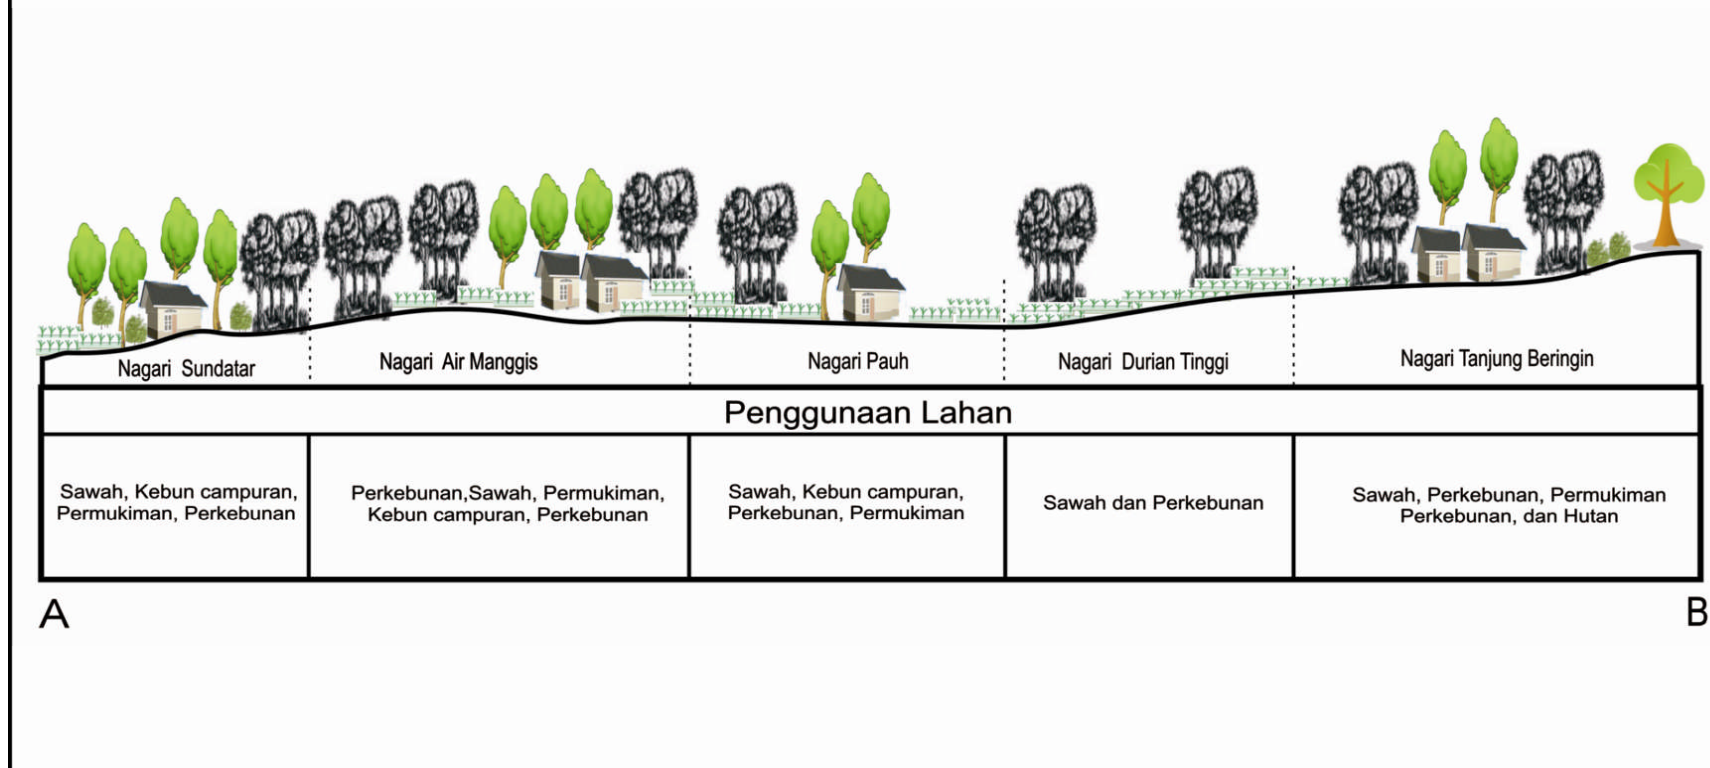 Nagari Sundatar
Nagari Air Manggis
Nagari Pauh
Nagari Durian Tinggi
Nagari Tanjung Beringin
Penggunaan Lahan
Sawah, Kebun campuran,
Permukiman, Perkebunan
Perkebunan,Sawah, Permukiman,
Kebun campuran, Perkebunan
Sawah, Kebun campuran,
Perkebunan, Permukiman
Sawah dan Perkebunan
Sawah, Perkebunan, Permukiman
Perkebunan, dan Hutan
A
B